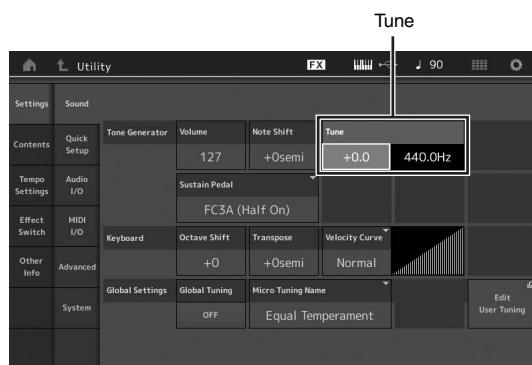 Tune
Utility
FX
90
Settings
Sound
Contents
Quick Setup
Tempo Settings
Audio I/O
Effect Switch
MIDI I/O
Other Info
Advanced
System
Tone Generator
Volume
127
Note Shift
+0semi
Tune
+0.0
440.0Hz
Sustain Pedal
FC3A (Half On)
Keyboard
Octave Shift
+0
Transpose
+0semi
Velocity Curve
Normal
Global Settings
Global Tuning
OFF
Micro Tuning Name
Equal Temperament
Edit
User Tuning